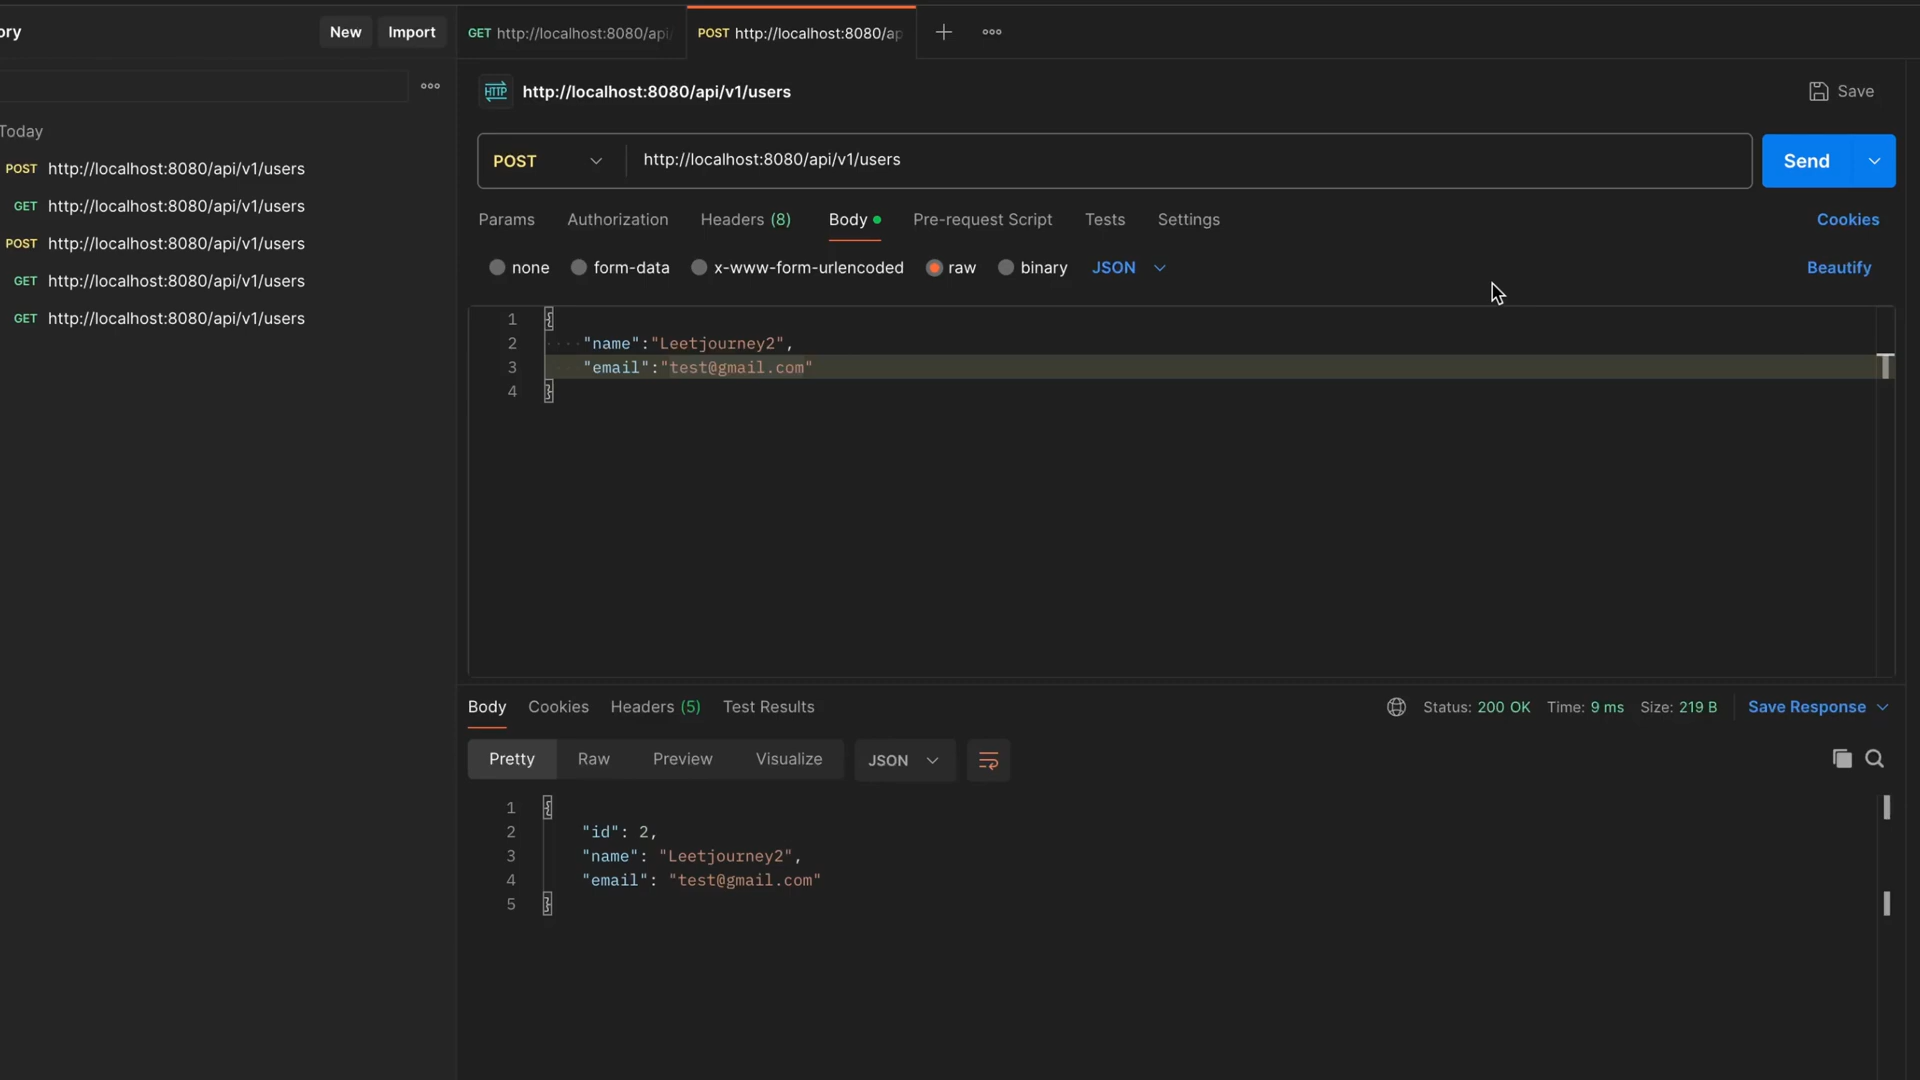 ory
New
Import
GET http://localhost:8080/api/
POST http://localhost:8080/ap
HTTP http://localhost:8080/api/v1/users
Save
Today
POST http://localhost:8080/api/v1/users
GET http://localhost:8080/api/v1/users
POST http://localhost:8080/api/v1/users
GET http://localhost:8080/api/v1/users
GET http://localhost:8080/api/v1/users
POST
http://localhost:8080/api/v1/users
Send
Params Authorization Headers (8) Body Pre-request Script Tests Settings Cookies
none form-data x-www-form-urlencoded raw binary JSON Beautify
1 {
2 "name":"Leetjourney2",
3 "email":"test@gmail.com"
4 }
Body Cookies Headers (5) Test Results Status: 200 OK Time: 9 ms Size: 219 B Save Response
Pretty Raw Preview Visualize JSON
1 {
2 "id": 2,
3 "name": "Leetjourney2",
4 "email": "test@gmail.com"
5 }